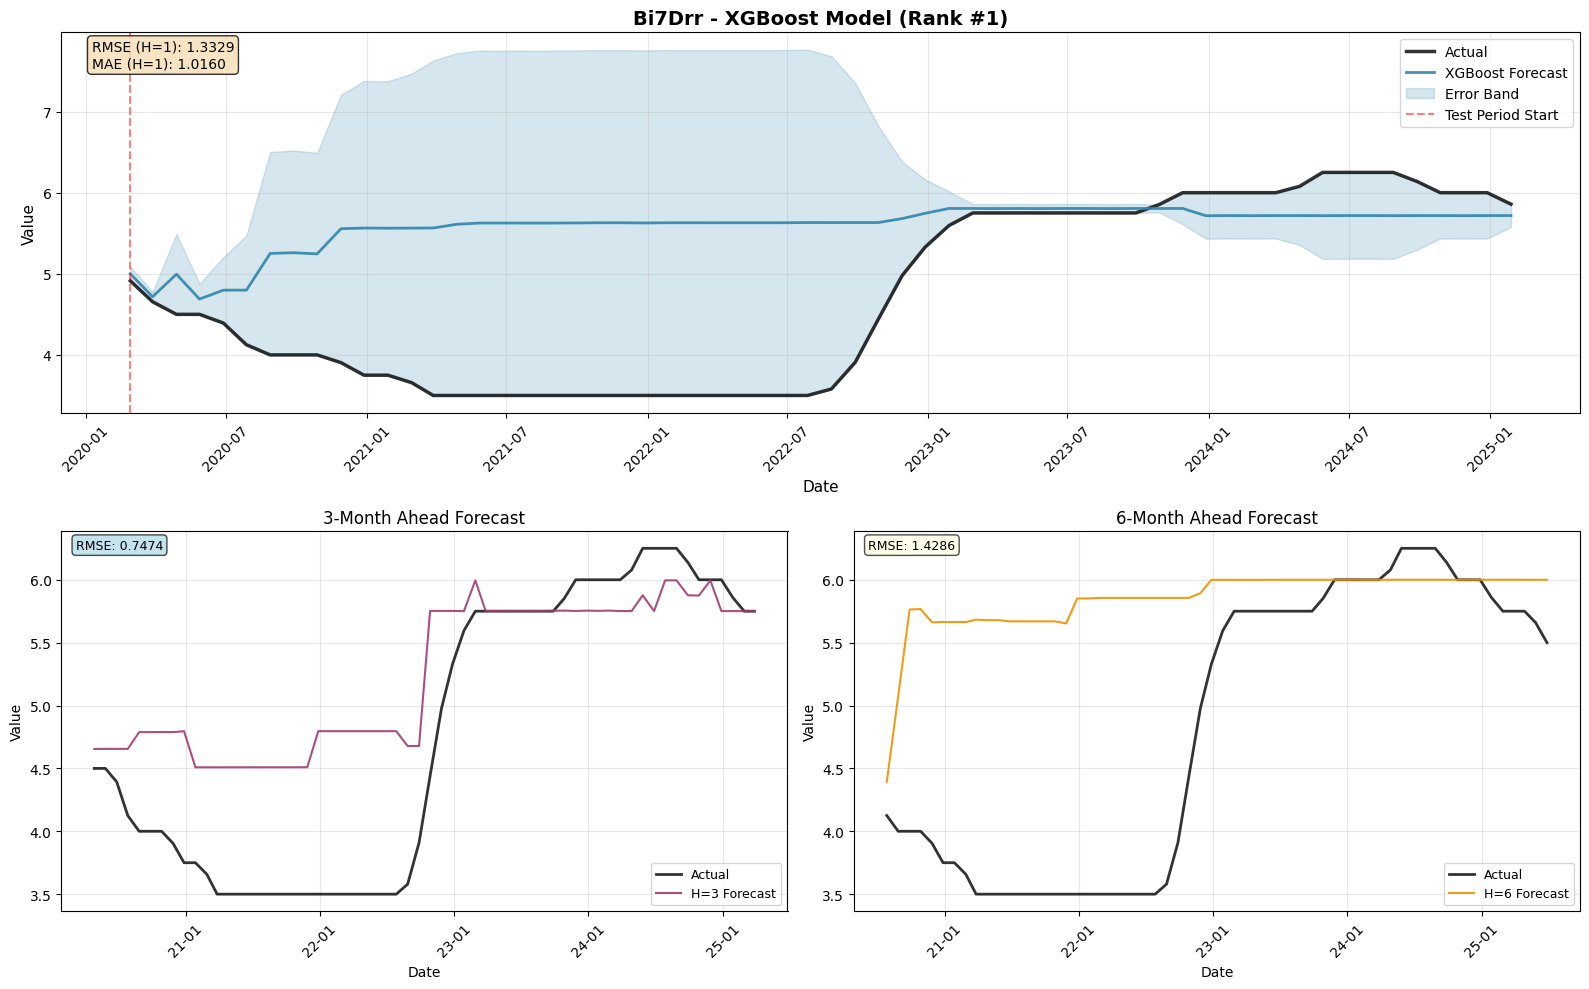 Bi7Drr - XGBoost Model (Rank #1)
RMSE (H=1): 1.3329
MAE (H=1): 1.0160
Actual
XGBoost Forecast
Error Band
Test Period Start
Value
7
6
5
4
2020-01
2020-07
2021-01
2021-07
2022-01
2022-07
2023-01
2023-07
2024-01
2024-07
2025-01
Date
3-Month Ahead Forecast
RMSE: 0.7474
Value
6.0
5.5
5.0
4.5
4.0
3.5
Actual
H=3 Forecast
21-01
22-01
23-01
24-01
25-01
Date
6-Month Ahead Forecast
RMSE: 1.4286
Value
6.0
5.5
5.0
4.5
4.0
3.5
Actual
H=6 Forecast
21-01
22-01
23-01
24-01
25-01
Date